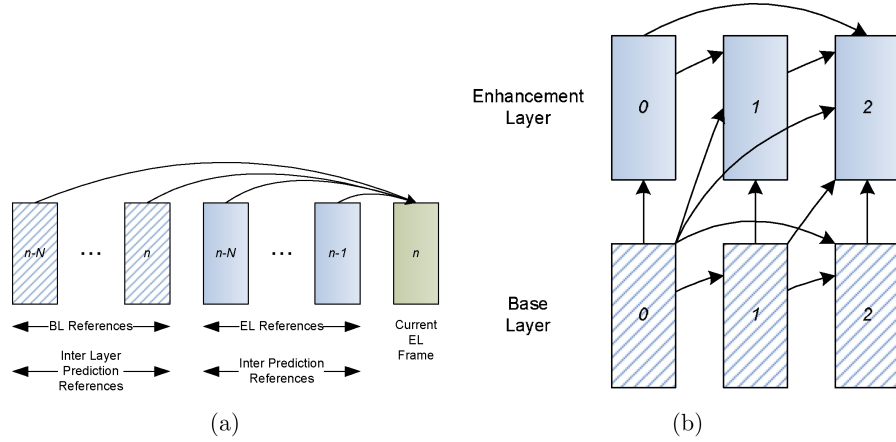 n-N
...
n
n-N
...
n-1
n
BL References
EL References
Current
EL
Frame
Inter Layer
Prediction
References
Inter Prediction
References
(a)
Enhancement
Layer
0
1
2
Base
Layer
0
1
2
(b)